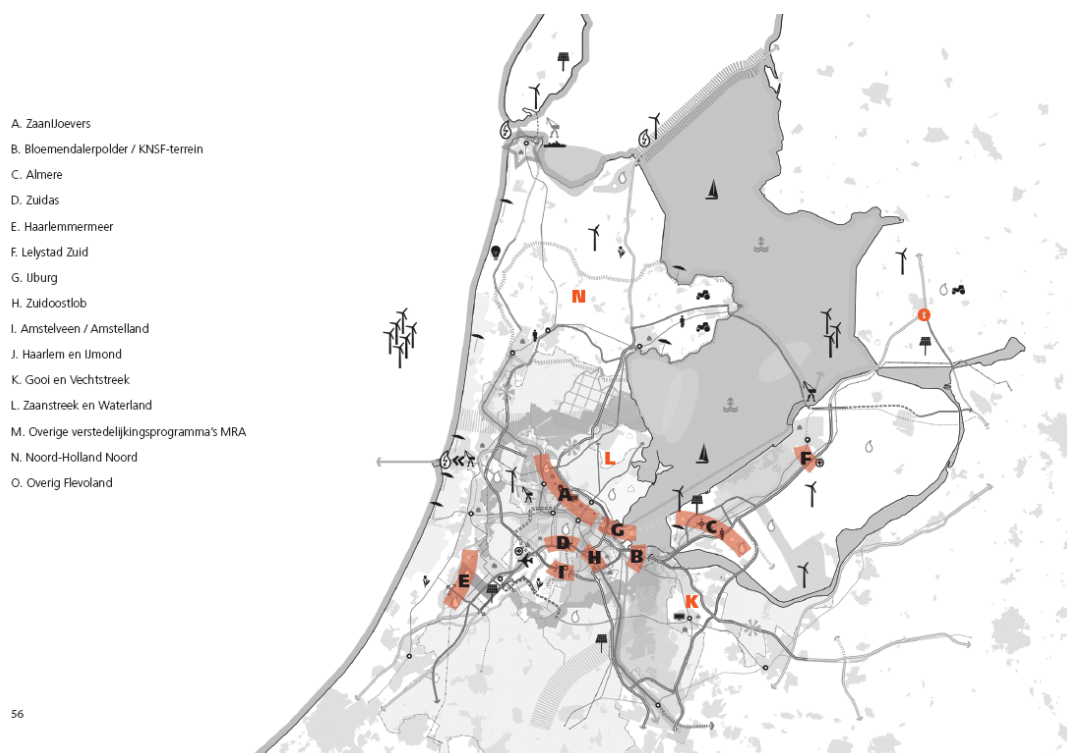 A. ZaanIJoevers
B. Bloemendalerpolder / KNSF-terrein
C. Almere
D. Zuidas
E. Haarlemmermeer
F. Lelystad Zuid
G. IJburg
H. Zuidoostlob
I. Amstelveen / Amstelland
J. Haarlem en IJmond
K. Gooi en Vechtstreek
L. Zaanstreek en Waterland
M. Overige verstedelijkingsprogramma's MRA
N. Noord-Holland Noord
O. Overig Flevoland
N
L
F
A
G
C
D
H
B
E
I
K
56